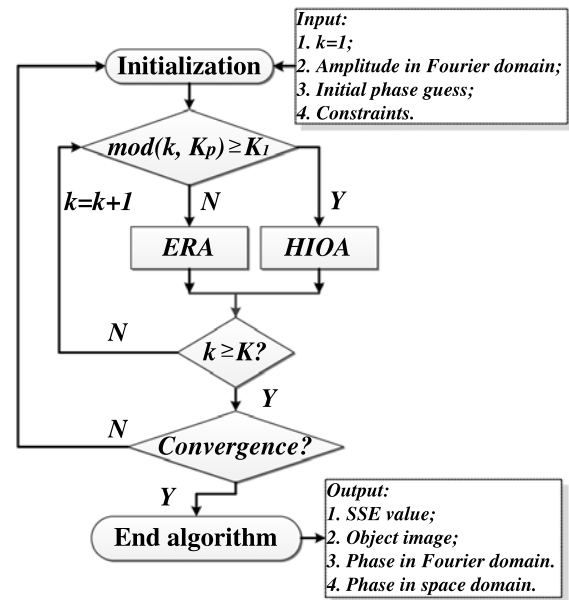 Input:
1. k=1;
2. Amplitude in Fourier domain;
3. Initial phase guess;
4. Constraints.
Initialization
mod(k, Kp) ≥ K1
k=k+1
N
Y
ERA
HIOA
N
k ≥ K?
Y
N
Convergence?
Y
End algorithm
Output:
1. SSE value;
2. Object image;
3. Phase in Fourier domain.
4. Phase in space domain.